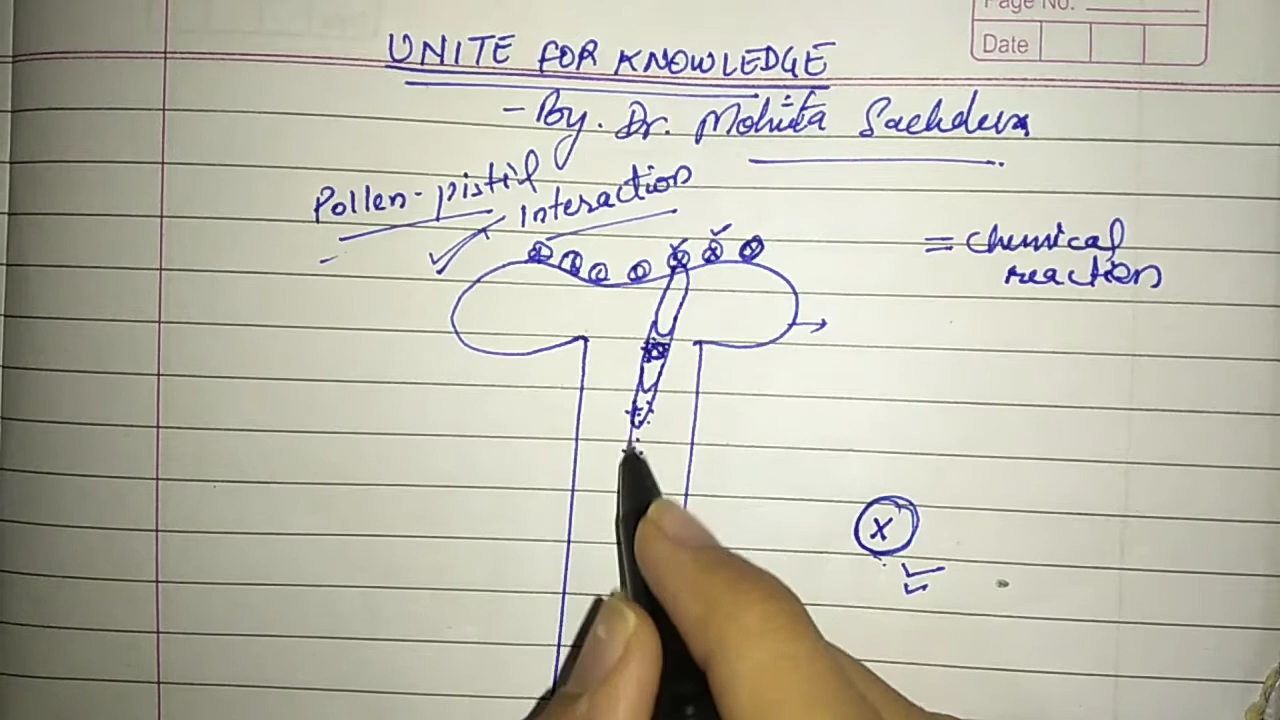 Page No.
Date
UNITE FOR KNOWLEDGE
- By. Dr. Mohita Sachdeva
Pollen-pistil
interaction
= chemical
reaction
X